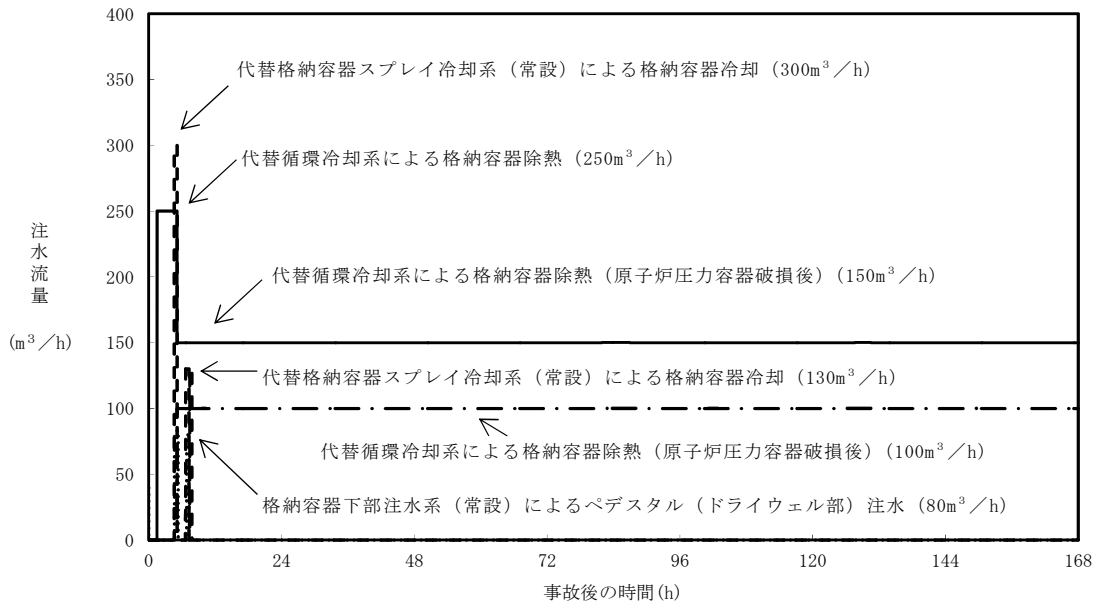 400
代替格納容器スプレイ冷却系（常設）による格納容器冷却（300m³／h）
350
300
代替循環冷却系による格納容器除熱（250m³／h）
250
注水流量
(m³／h)
200
代替循環冷却系による格納容器除熱（原子炉圧力容器破損後）（150m³／h）
150
代替格納容器スプレイ冷却系（常設）による格納容器冷却（130m³／h）
100
代替循環冷却系による格納容器除熱（原子炉圧力容器破損後）（100m³／h）
50
格納容器下部注水系（常設）によるペデスタル（ドライウェル部）注水（80m³／h）
0
0 24 48 72 96 120 144 168
事故後の時間(h)